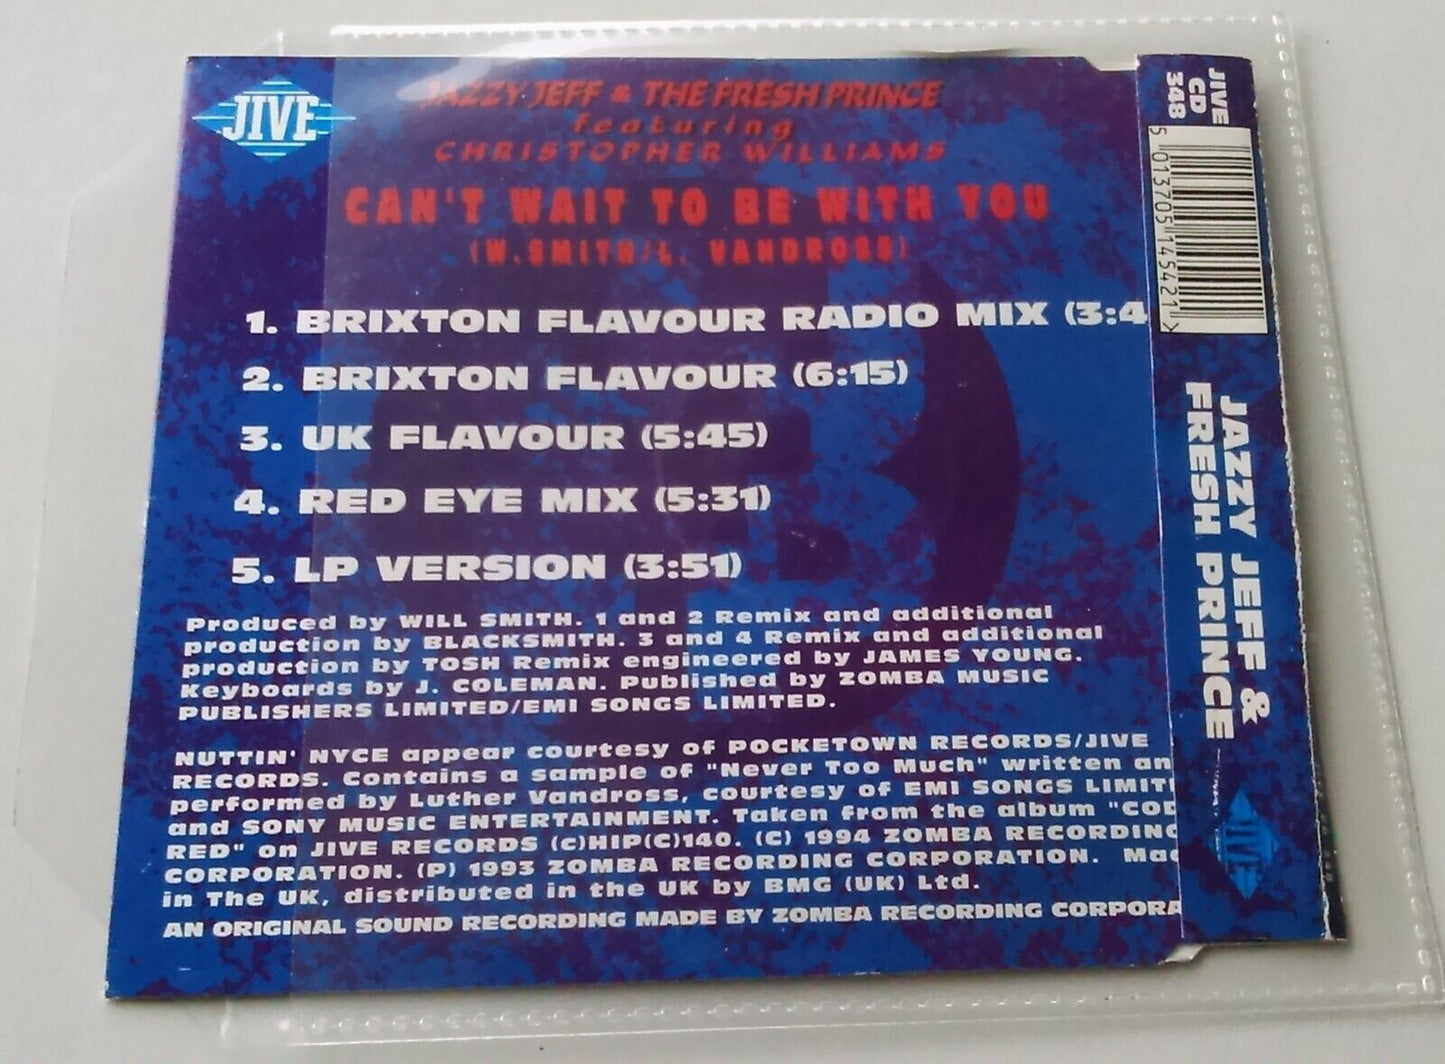 JIVE
JAZZY JEFF & THE FRESH PRINCE
featuring
CHRISTOPHER WILLIAMS
CAN'T WAIT TO BE WITH YOU
(W.SMITH/L. VANDROSS)
1. BRIXTON FLAVOUR RADIO MIX (3:4
2. BRIXTON FLAVOUR (6:15)
3. UK FLAVOUR (5:45)
4. RED EYE MIX (5:31)
5. LP VERSION (3:51)
Produced by WILL SMITH. 1 and 2 Remix and additional
production by BLACKSMITH. 3 and 4 Remix and additional
production by TOSH Remix engineered by JAMES YOUNG.
Keyboards by J. COLEMAN. Published by ZOMBA MUSIC
PUBLISHERS LIMITED/EMI SONGS LIMITED.
NUTTIN' NYCE appear courtesy of POCKETOWN RECORDS/JIVE
RECORDS. Contains a sample of "Never Too Much" written an
performed by Luther Vandross, courtesy of EMI SONGS LIMIT
and SONY MUSIC ENTERTAINMENT. Taken from the album "COD
RED" on JIVE RECORDS (C)HIP(C)140. (C) 1994 ZOMBA RECORDING
CORPORATION. (P) 1993 ZOMBA RECORDING CORPORATION. Mad
in The UK, distributed in the UK by BMG (UK) Ltd.
AN ORIGINAL SOUND RECORDING MADE BY ZOMBA RECORDING CORPORA
JIVE
CD
348
5 013705 145421 >
JAZZY JEFF &
FRESH PRINCE
JIVE